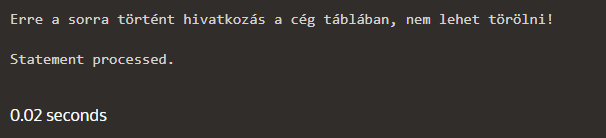 Erre a sorra történt hivatkozás a cég táblában, nem lehet törölni!
Statement processed.
0.02 seconds